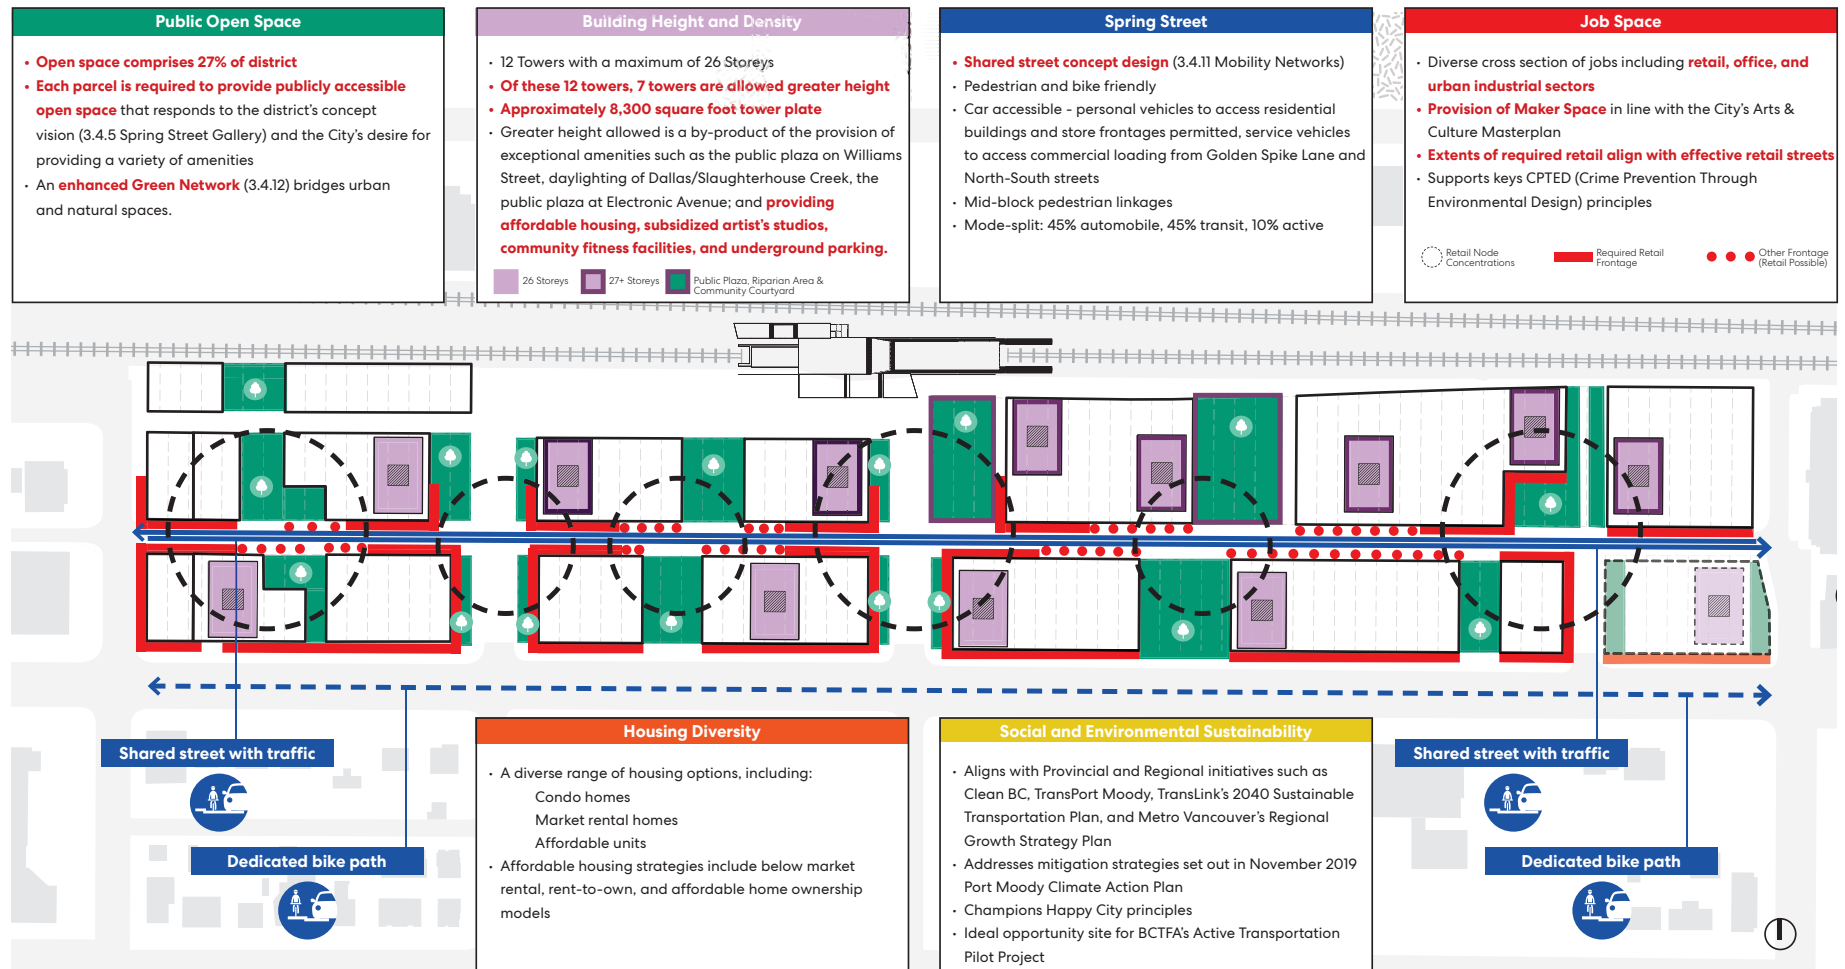 Public Open Space
• Open space comprises 27% of district
• Each parcel is required to provide publicly accessible
open space that responds to the district's concept
vision (3.4.5 Spring Street Gallery) and the City's desire for
providing a variety of amenities
• An enhanced Green Network (3.4.12) bridges urban
and natural spaces.
Building Height and Density
• 12 Towers with a maximum of 26 Storeys
• Of these 12 towers, 7 towers are allowed greater height
• Approximately 8,300 square foot tower plate
• Greater height allowed is a by-product of the provision of
exceptional amenities such as the public plaza on Williams
Street, daylighting of Dallas/Slaughterhouse Creek, the
public plaza at Electronic Avenue; and providing
affordable housing, subsidized artist's studios,
community fitness facilities, and underground parking.
26 Storeys
27+ Storeys
Public Plaza, Riparian Area &
Community Courtyard
Spring Street
• Shared street concept design (3.4.11 Mobility Networks)
• Pedestrian and bike friendly
• Car accessible - personal vehicles to access residential
buildings and store frontages permitted, service vehicles
to access commercial loading from Golden Spike Lane and
North-South streets
• Mid-block pedestrian linkages
• Mode-split: 45% automobile, 45% transit, 10% active
Job Space
• Diverse cross section of jobs including retail, office, and
urban industrial sectors
• Provision of Maker Space in line with the City's Arts &
Culture Masterplan
• Extents of required retail align with effective retail streets
• Supports keys CPTED (Crime Prevention Through
Environmental Design) principles
Retail Node
Concentrations
Required Retail
Frontage
Other Frontage
(Retail Possible)
Shared street with traffic
Dedicated bike path
Housing Diversity
• A diverse range of housing options, including:
Condo homes
Market rental homes
Affordable units
• Affordable housing strategies include below market
rental, rent-to-own, and affordable home ownership
models
Social and Environmental Sustainability
• Aligns with Provincial and Regional initiatives such as
Clean BC, TransPort Moody, TransLink's 2040 Sustainable
Transportation Plan, and Metro Vancouver's Regional
Growth Strategy Plan
• Addresses mitigation strategies set out in November 2019
Port Moody Climate Action Plan
• Champions Happy City principles
• Ideal opportunity site for BCTFA's Active Transportation
Pilot Project
Shared street with traffic
Dedicated bike path